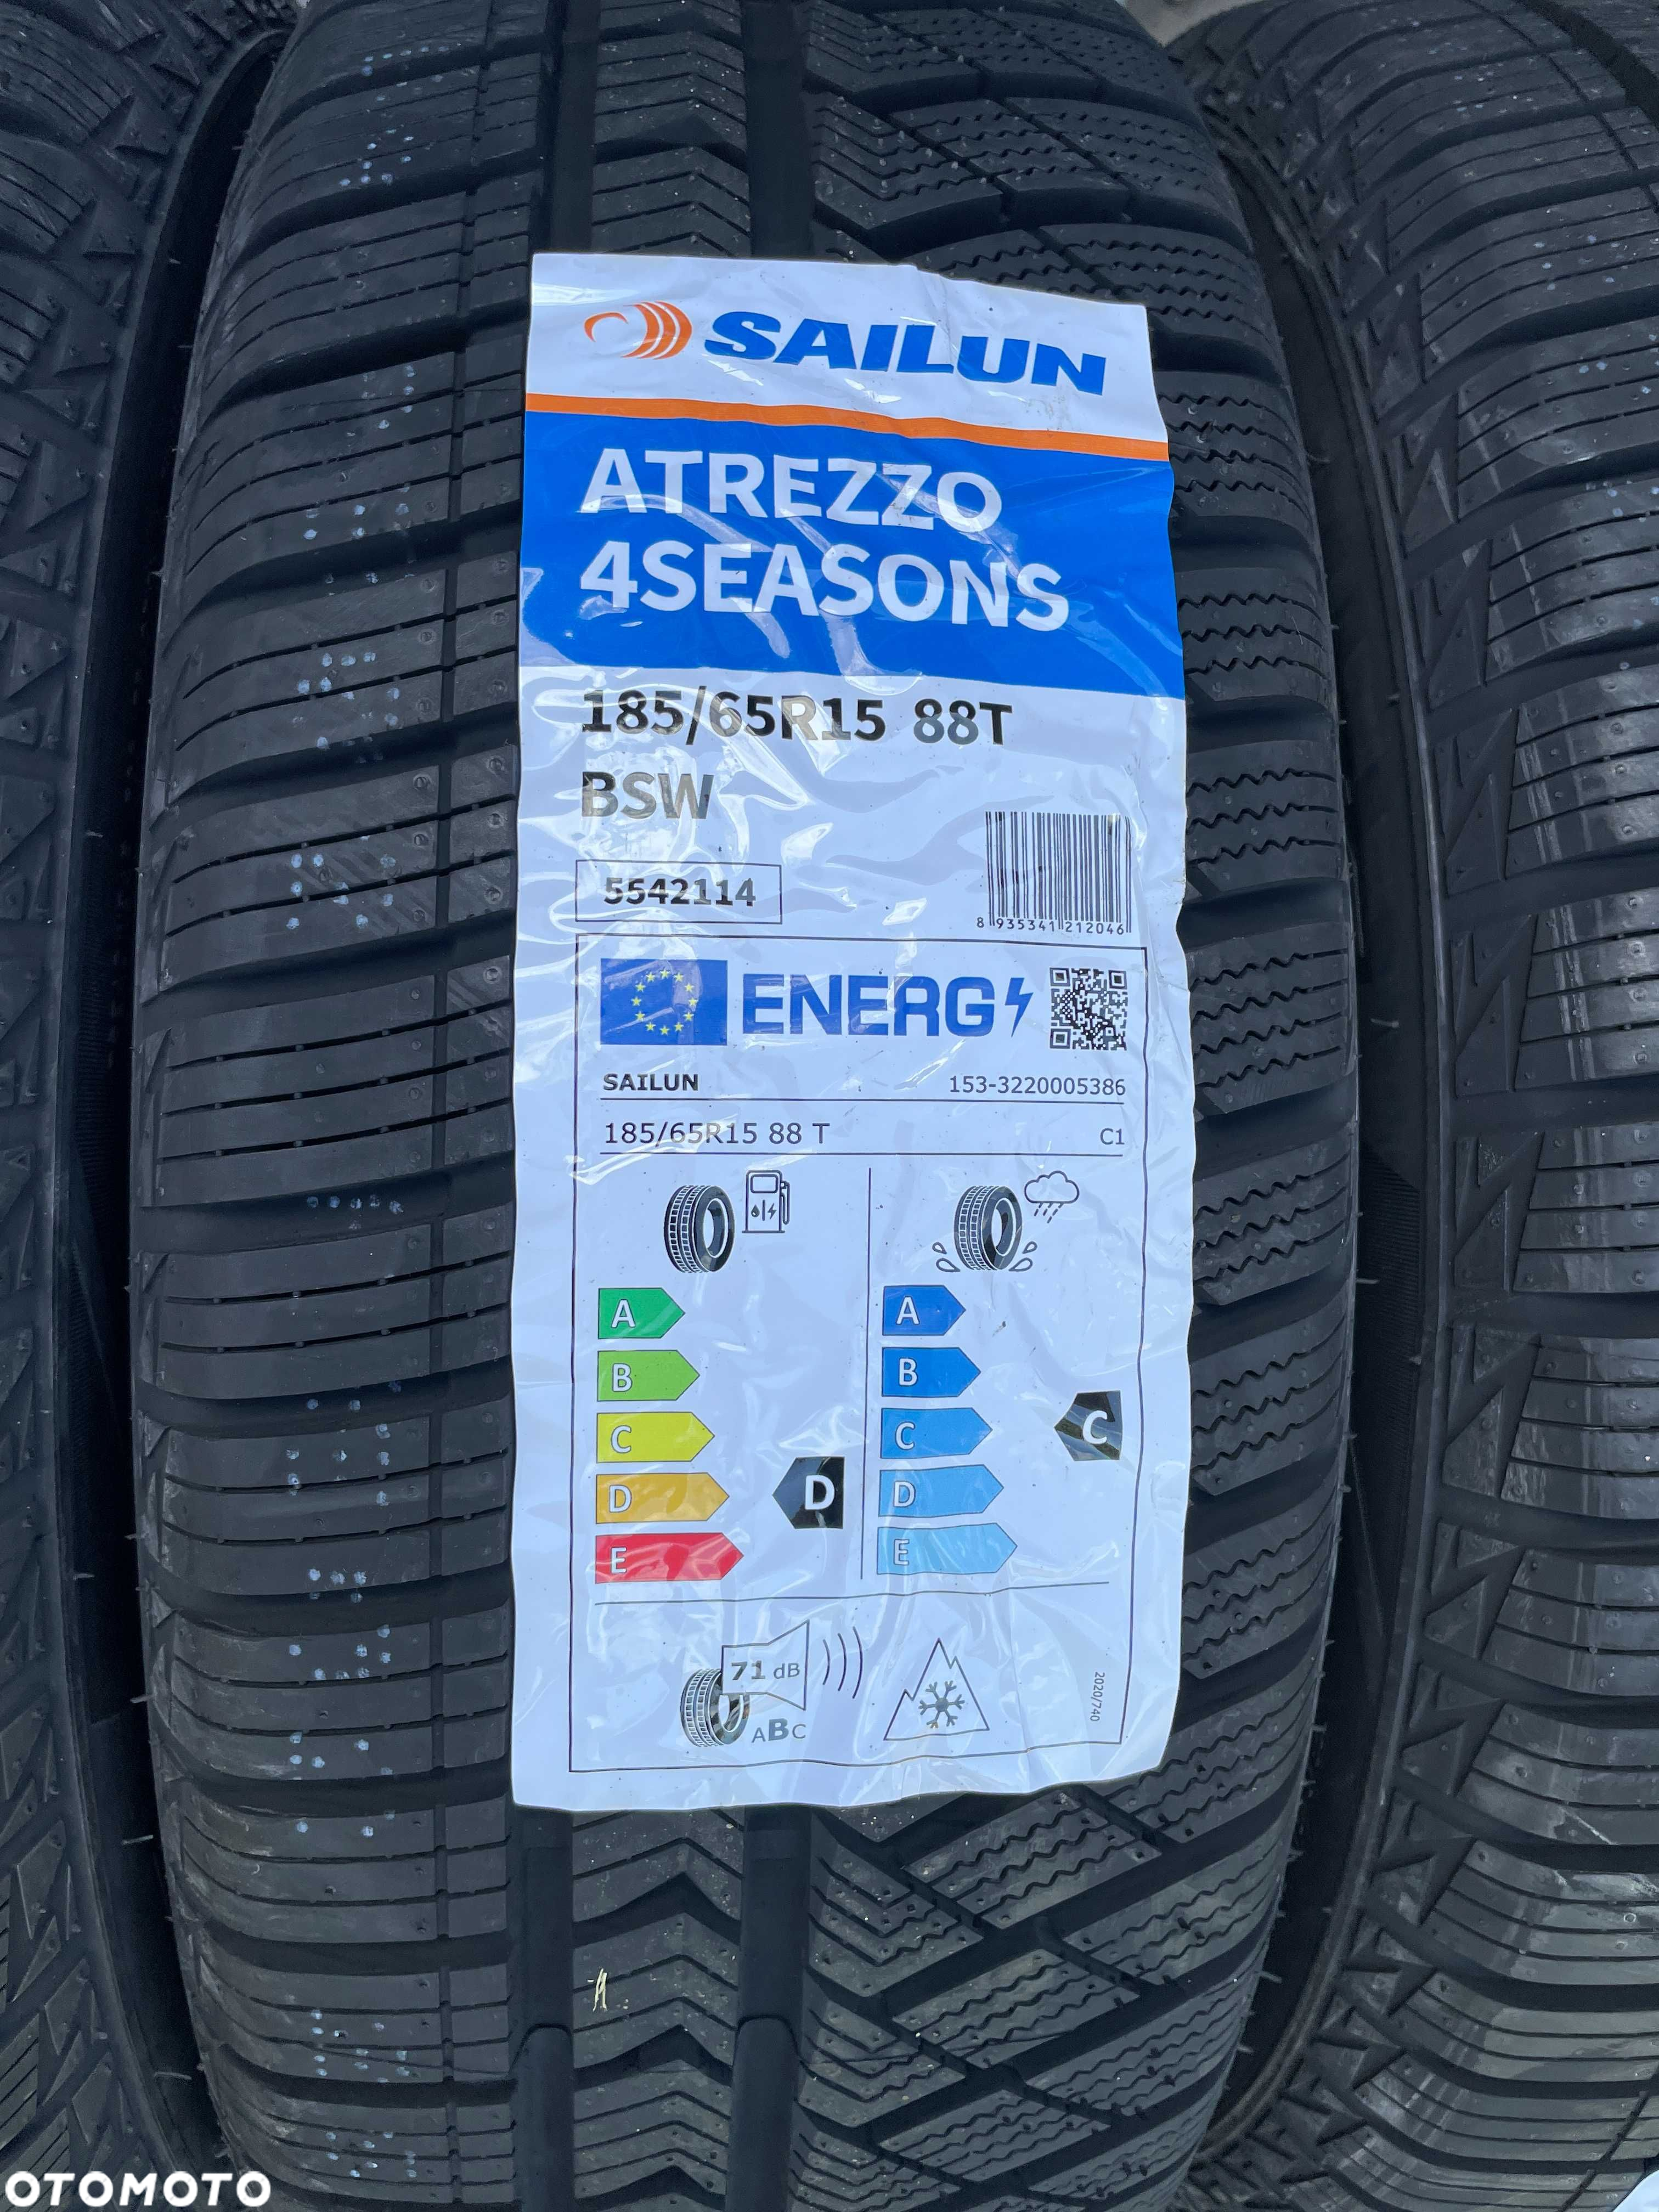 SAILUN
ATREZZO
4SEASONS
185/65R15 88T
BSW
5542114
8 935341 212046
ENERG
SAILUN 153-3220005386
185/65R15 88 T C1
A
B
C
D
E
D
A
B
C
D
E
C
71 dB
ABC
2020/740
OTOMOTO